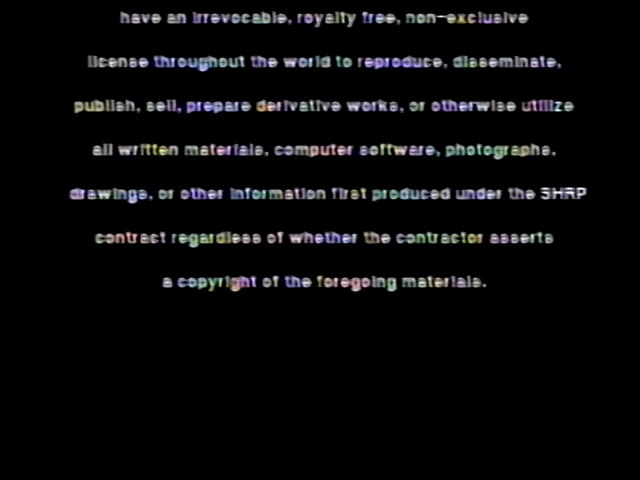 have an irrevocable, royalty free, non-exclusive
license throughout the world to reproduce, disseminate,
publish, sell, prepare derivative works, or otherwise utilize
all written materials, computer software, photographs,
drawings, or other information first produced under the SHRP
contract regardless of whether the contractor asserts
a copyright of the foregoing materials.